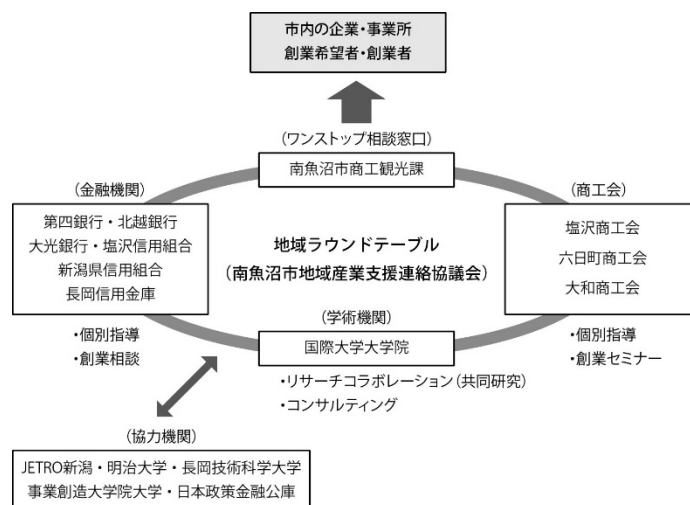 市内の企業・事業所
創業希望者・創業者
(ワンストップ相談窓口)
南魚沼市商工観光課
(金融機関)
第四銀行・北越銀行
大光銀行・塩沢信用組合
新潟県信用組合
長岡信用金庫
・個別指導
・創業相談
地域ラウンドテーブル
(南魚沼市地域産業支援連絡協議会)
(商工会)
塩沢商工会
六日町商工会
大和商工会
・個別指導
・創業セミナー
(学術機関)
国際大学大学院
・リサーチコラボレーション(共同研究)
・コンサルティング
(協力機関)
JETRO新潟・明治大学・長岡技術科学大学
事業創造大学院大学・日本政策金融公庫